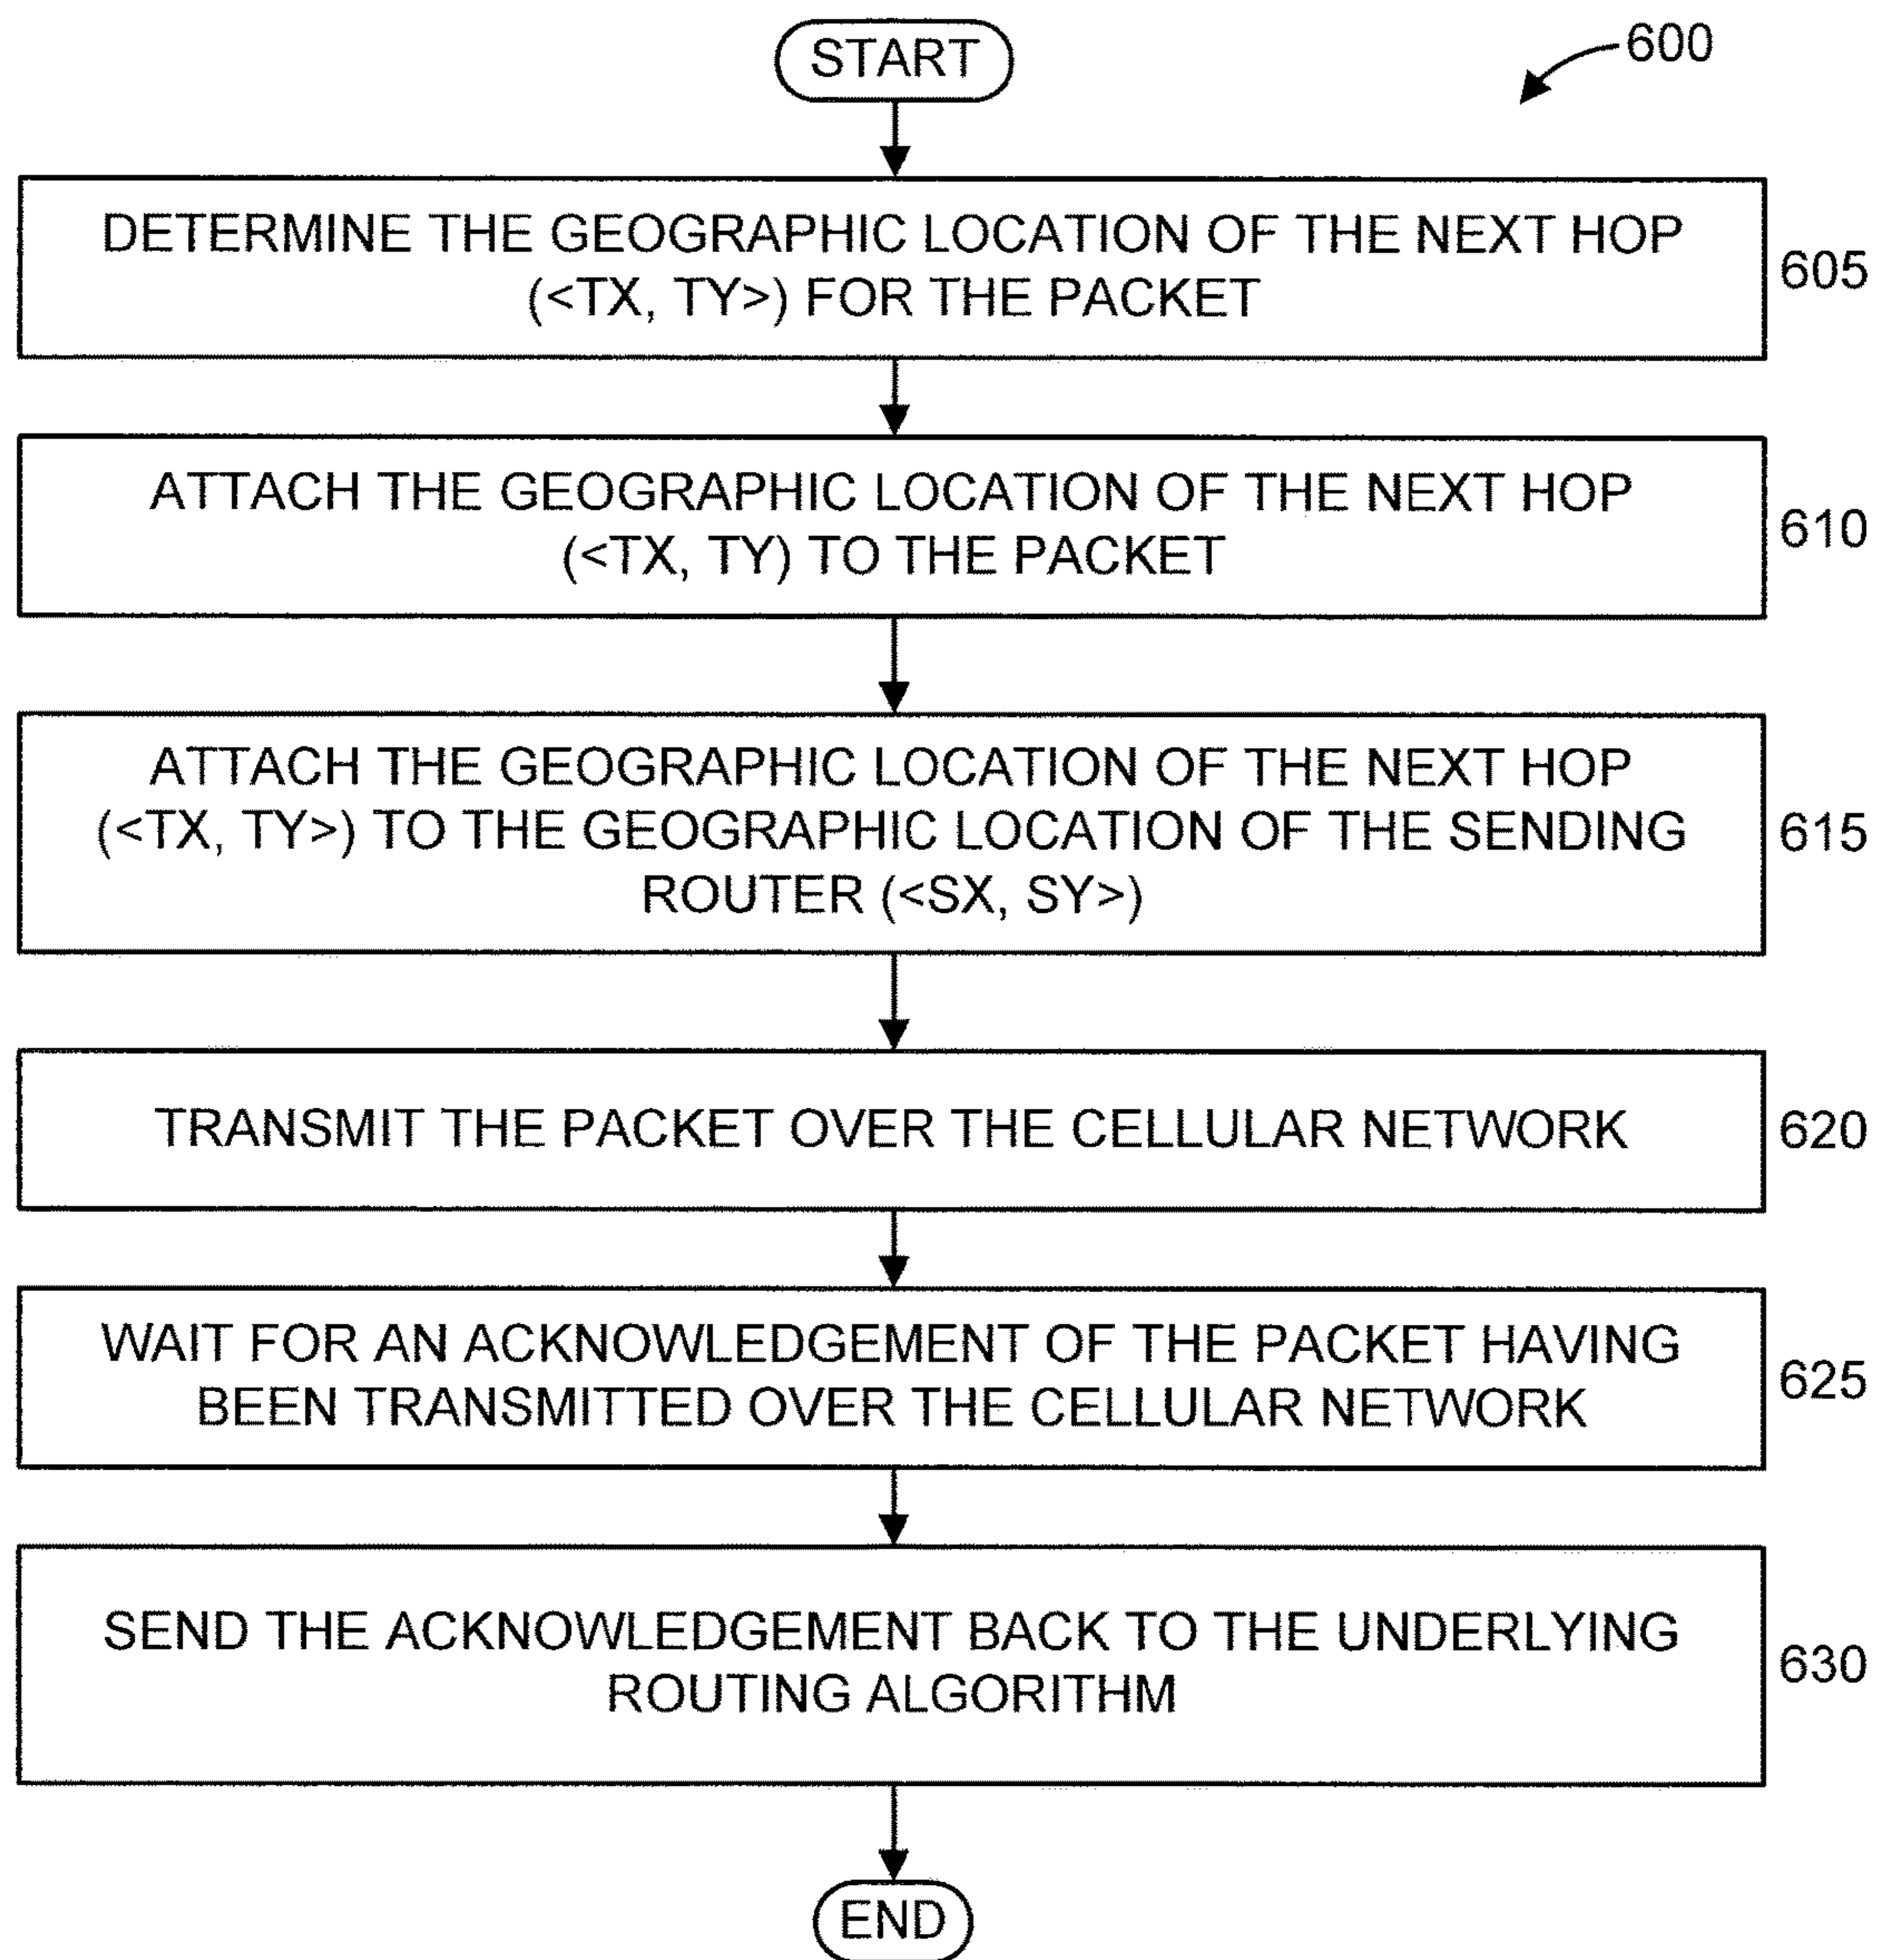 START
600
DETERMINE THE GEOGRAPHIC LOCATION OF THE NEXT HOP
(<TX, TY>) FOR THE PACKET
605
ATTACH THE GEOGRAPHIC LOCATION OF THE NEXT HOP
(<TX, TY) TO THE PACKET
610
ATTACH THE GEOGRAPHIC LOCATION OF THE NEXT HOP
(<TX, TY>) TO THE GEOGRAPHIC LOCATION OF THE SENDING
ROUTER (<SX, SY>)
615
TRANSMIT THE PACKET OVER THE CELLULAR NETWORK
620
WAIT FOR AN ACKNOWLEDGEMENT OF THE PACKET HAVING
BEEN TRANSMITTED OVER THE CELLULAR NETWORK
625
SEND THE ACKNOWLEDGEMENT BACK TO THE UNDERLYING
ROUTING ALGORITHM
630
END